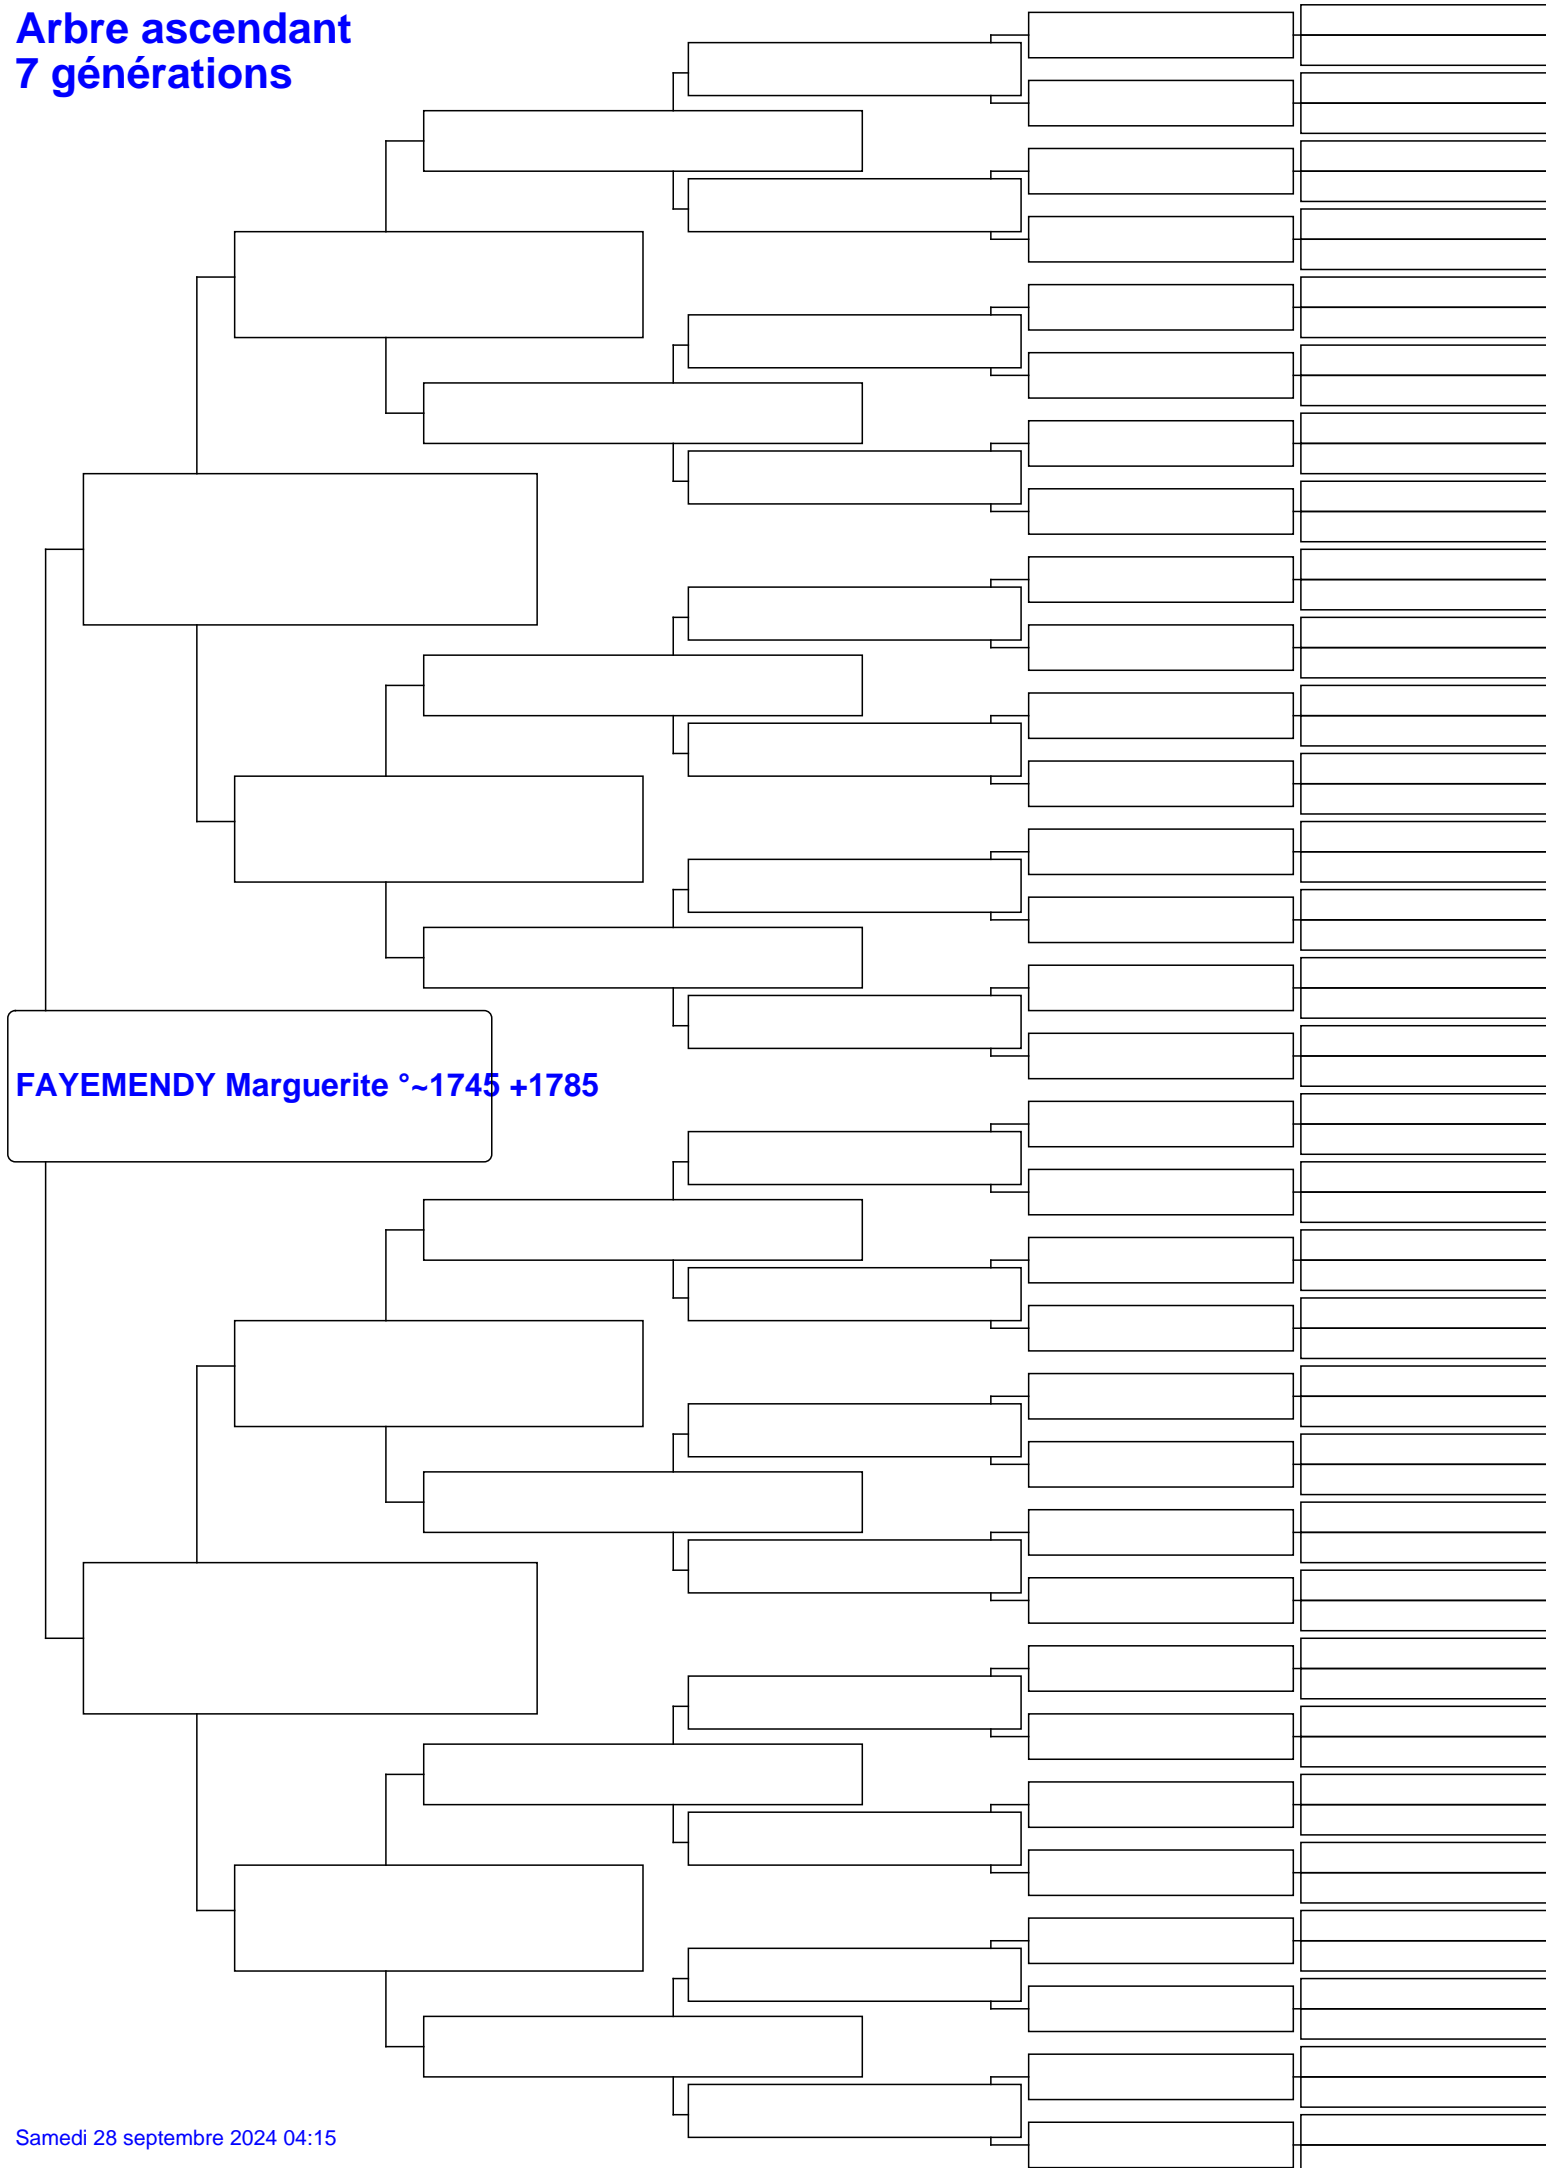 Arbre ascendant
7 générations
FAYEMENDY Marguerite °~1745 +1785
Samedi 28 septembre 2024 04:15